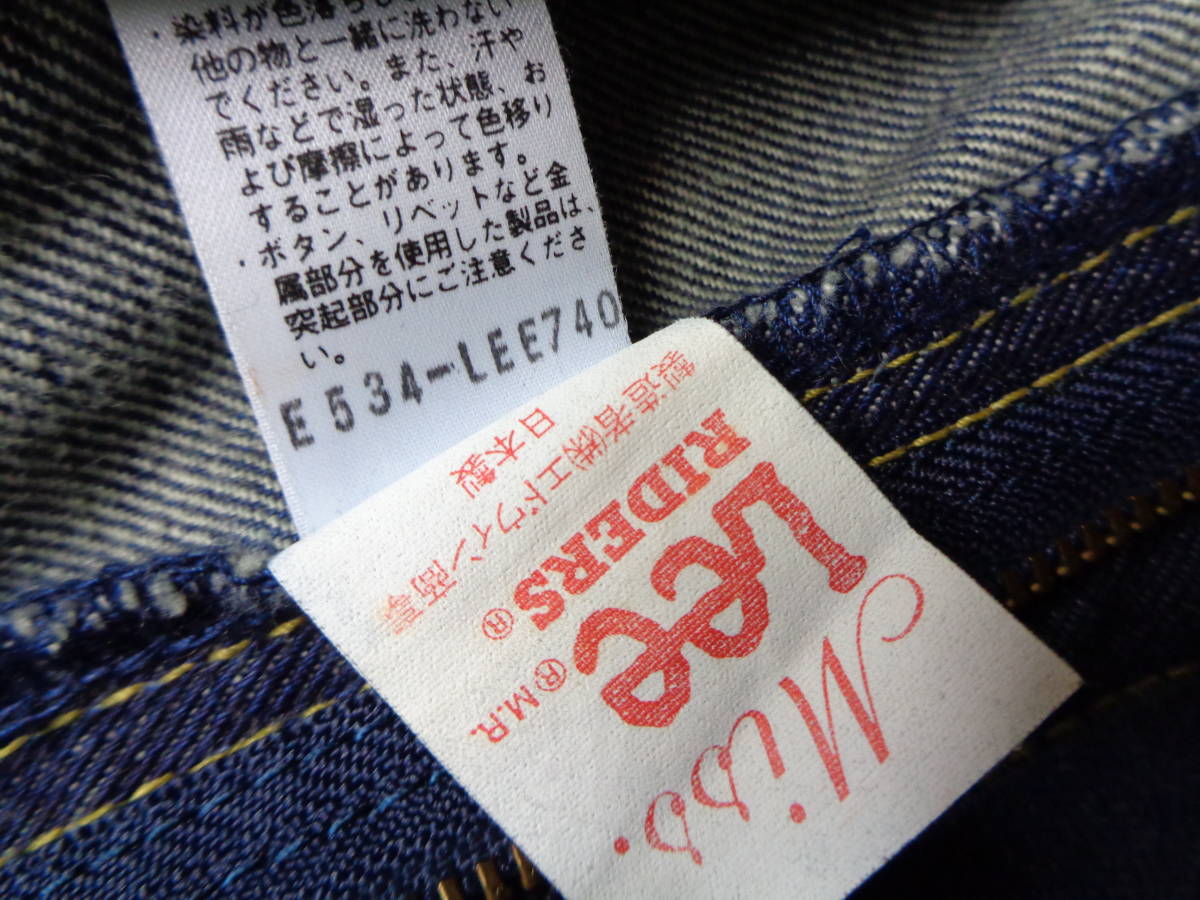 ・染料が色落ちし
他の物と一緒に洗わない
でください。また、汗や
雨などで湿った状態、お
よび摩擦によって色移り
することがあります。
・ボタン、リベットなど金
属部分を使用した製品は、
突起部分にご注意くださ
い。
E534-LEE740
Miss.
Lee ® M.R.
RIDERS ®
日本製
製造者㈱エドウィン商事